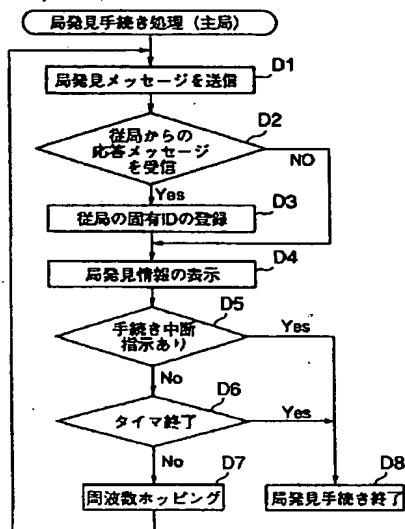 局発見手続き処理(主局)
D1
局発見メッセージを送信
D2
従局からの
応答メッセージ
を受信
NO
Yes
D3
従局の固有IDの登録
D4
局発見情報の表示
D5
手続き中断
指示あり
Yes
No
D6
タイマ終了
Yes
No
D7
周波数ホッピング
D8
局発見手続き終了